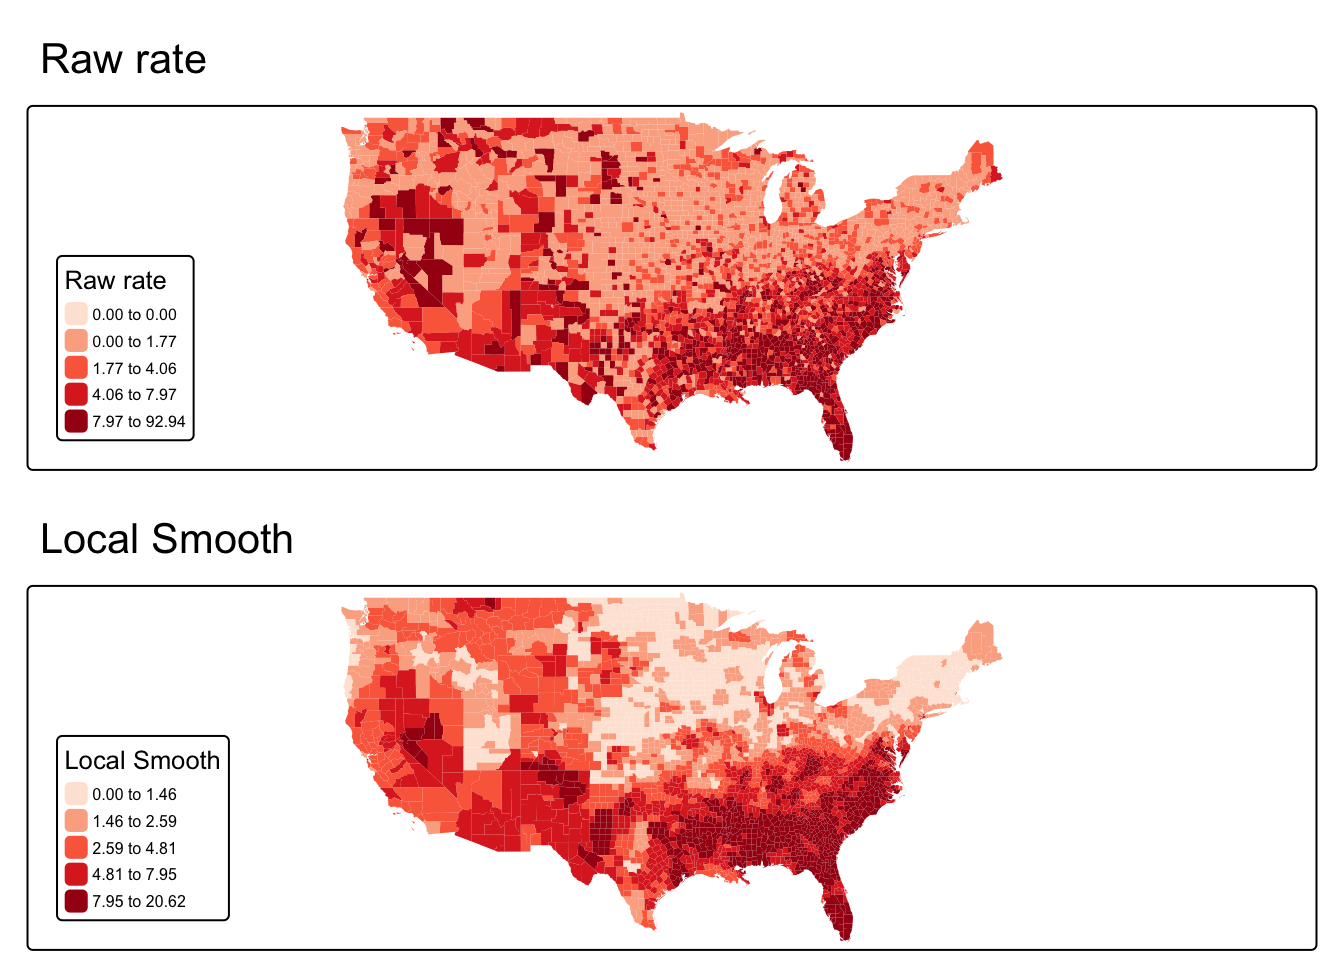 Raw rate
Raw rate
0.00 to 0.00
0.00 to 1.77
1.77 to 4.06
4.06 to 7.97
7.97 to 92.94
Local Smooth
Local Smooth
0.00 to 1.46
1.46 to 2.59
2.59 to 4.81
4.81 to 7.95
7.95 to 20.62